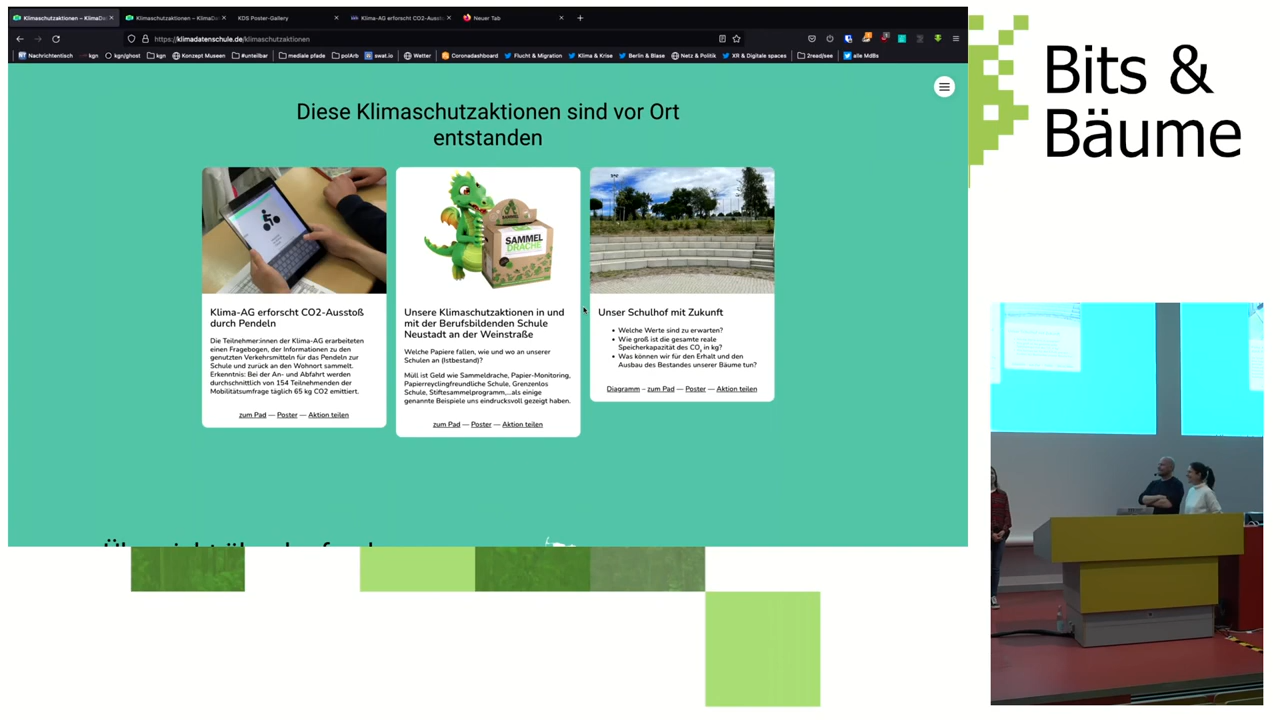 Klimaschutzaktionen – KlimaDat
Klimaschutzaktionen – KlimaDat
KDS Poster-Gallery
Klima-AG erforscht CO2-Aussto
Neuer Tab
https://klimadatenschule.de/klimaschutzaktionen
Nachrichtentisch
kgn
kgn/ghost
kgn
Konzept Museen
#unteilbar
mediale pfade
polArb
swat.io
Wetter
Coronadashboard
Flucht & Migration
Klima & Krise
Berlin & Blase
Netz & Politik
XR & Digitale spaces
2read/see
alle MdBs
Bits &
Bäume
Diese Klimaschutzaktionen sind vor Ort
entstanden
SAMMEL
DRACHE
Klima-AG erforscht CO2-Ausstoß
durch Pendeln
Die Teilnehmer:innen der Klima-AG erarbeiteten
einen Fragebogen, der Informationen zu den
genutzten Verkehrsmitteln für das Pendeln zur
Schule und zurück an den Wohnort sammelt.
Erkenntnis: Bei der An- und Abfahrt werden
durchschnittlich von 154 Teilnehmenden der
Mobilitätsumfrage täglich 65 kg CO2 emittiert.
zum Pad — Poster — Aktion teilen
Unsere Klimaschutzaktionen in und
mit der Berufsbildenden Schule
Neustadt an der Weinstraße
Welche Papiere fallen, wie und wo an unserer
Schulen an (Istbestand)?
Müll ist Geld wie Sammeldrache, Papier-Monitoring,
Papierreyclingfreundliche Schule, Grenzenlos
Schule, Stiftesammelprogramm,...als einige
genannte Beispiele uns eindrucksvoll gezeigt haben.
zum Pad — Poster — Aktion teilen
Unser Schulhof mit Zukunft
• Welche Werte sind zu erwarten?
• Wie groß ist die gesamte reale
Speicherkapazität des CO2 in kg?
• Was können wir für den Erhalt und den
Ausbau des Bestandes unserer Bäume tun?
Diagramm – zum Pad — Poster — Aktion teilen